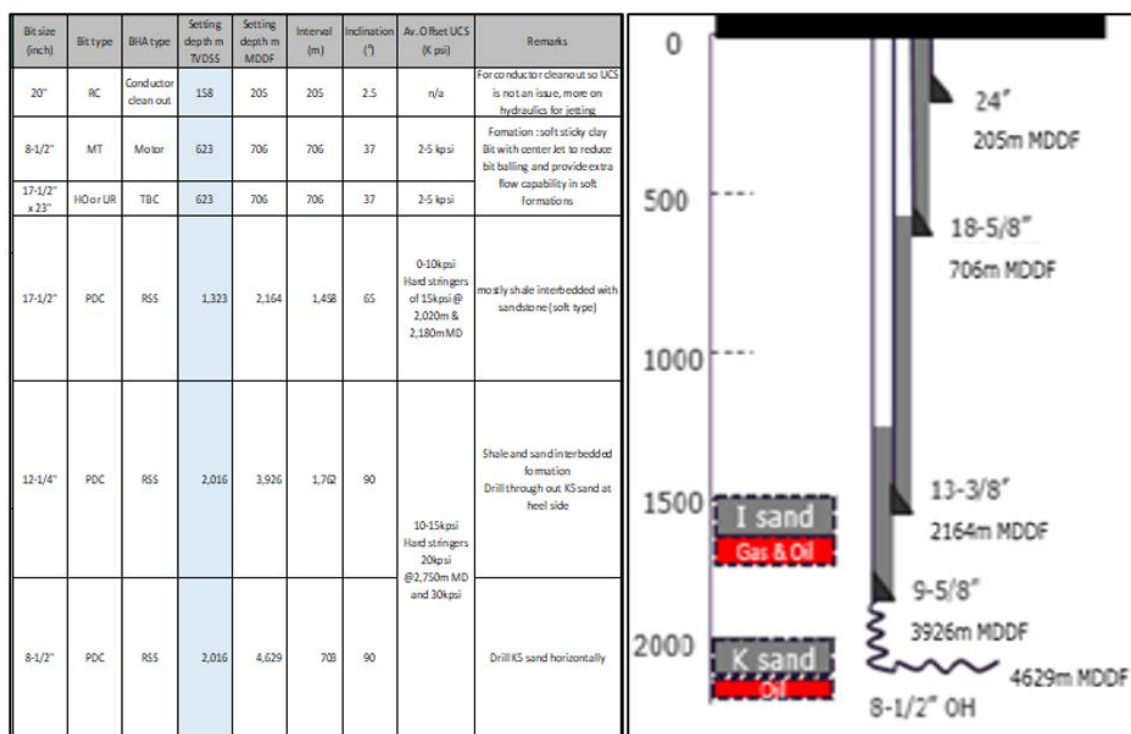 Bit size (inch)
Bit type
BHA type
Setting depth m TVDSS
Setting depth m MDDF
Interval (m)
Inclination (°)
Av. Offset UCS (K psi)
Remarks
20"
RC
Conductor clean out
158
205
205
2.5
n/a
For conductor cleanout so UCS
is not an issue, more on
hydraulics for jetting
8-1/2"
MT
Motor
623
706
706
37
2-5 kpsi
Fomation : soft sticky clay
Bit with center Jet to reduce
bit balling and provide extra
flow capability in soft
formations
17-1/2"
x 23"
HO or UR
TBC
623
706
706
37
2-5 kpsi
17-1/2"
PDC
RSS
1,323
2,164
1,458
65
0-10kpsi
Hard stringers
of 15kpsi @
2,020m &
2,180m MD
mostly shale interbedded with
sandstone (soft type)
12-1/4"
PDC
RSS
2,016
3,926
1,762
90
10-15kpsi
Hard stringers
20kpsi
@2,750m MD
and 30kpsi
Shale and sand interbedded
formation
Drill through out K5 sand at
heel side
8-1/2"
PDC
RSS
2,016
4,629
703
90
Drill K5 sand horizontally
0
500
1000
1500
2000
24"
205m MDDF
18-5/8"
706m MDDF
13-3/8"
2164m MDDF
9-5/8"
3926m MDDF
4629m MDDF
8-1/2" OH
I sand
Gas & Oil
K sand
Oil